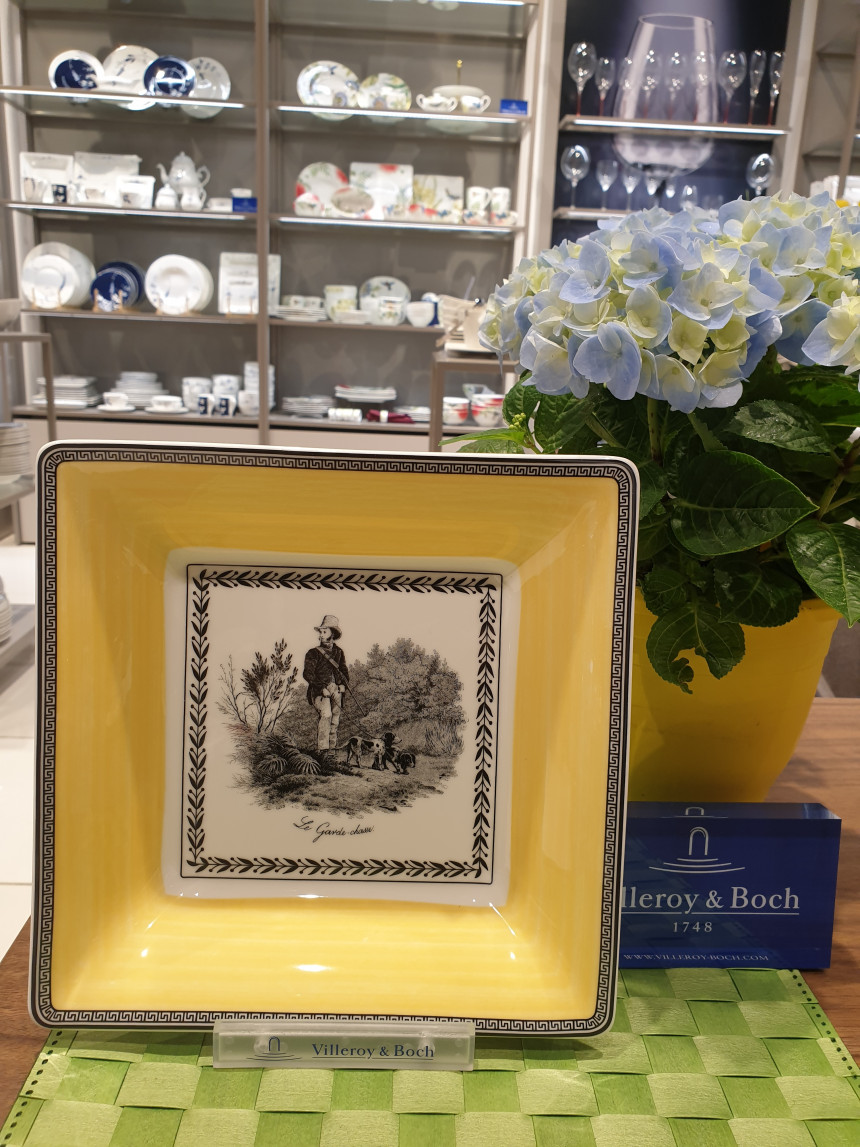 Le Garde-chasse
lleroy & Boch
1748
WWW.VILLEROY-BOCH.COM
Villeroy & Boch